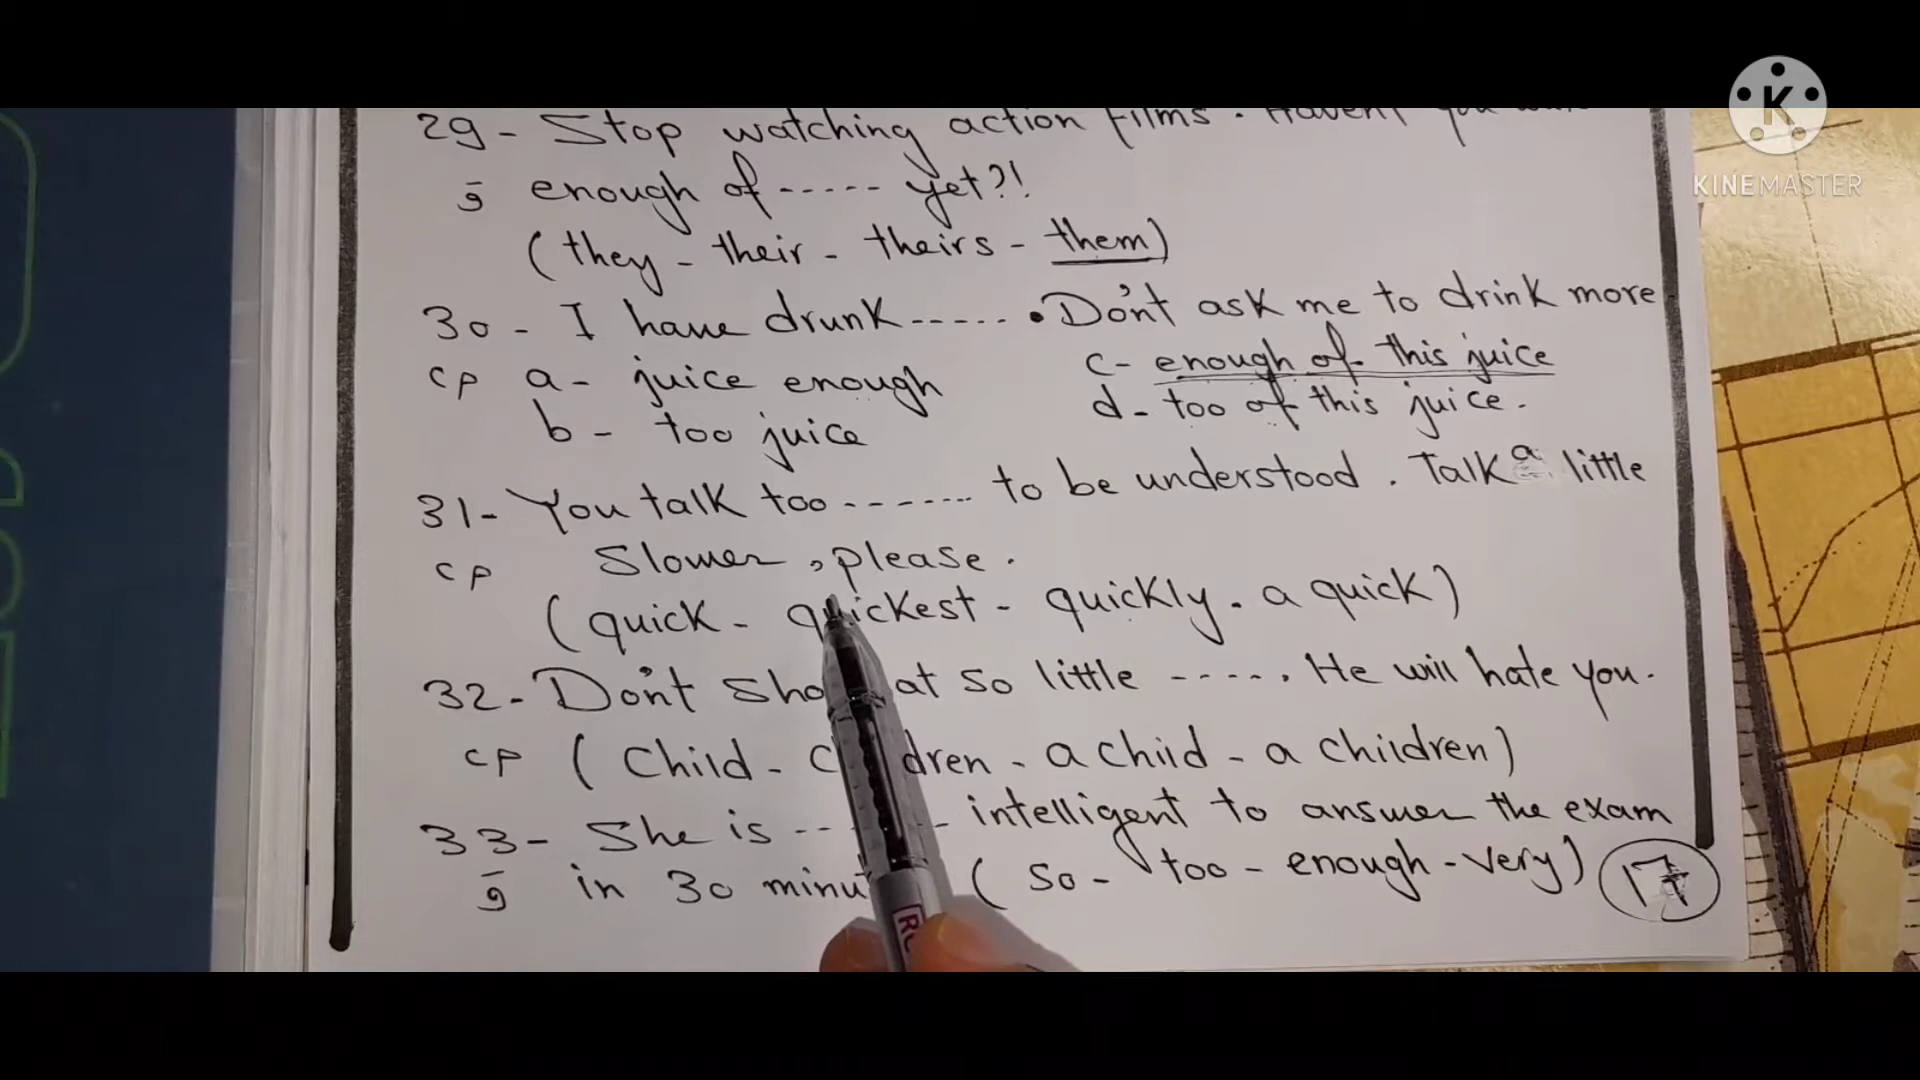 29- Stop watching action films. Haven't you
و enough of ----- yet?!
(they - their - theirs - them)
30- I have drunk ------. Don't ask me to drink more
cp a- juice enough c- enough of this juice
b- too juice d- too of this juice.
31- You talk too ------- to be understood. Talk a little
cp Slower, please.
(quick - quickest - quickly - a quick)
32- Don't at so little -----. He will hate you.
cp (Child - - a child - a children)
33- She is ------ intelligent to answer the exam
و in 30 (so - too - enough - very)
17
K
KINEMASTER